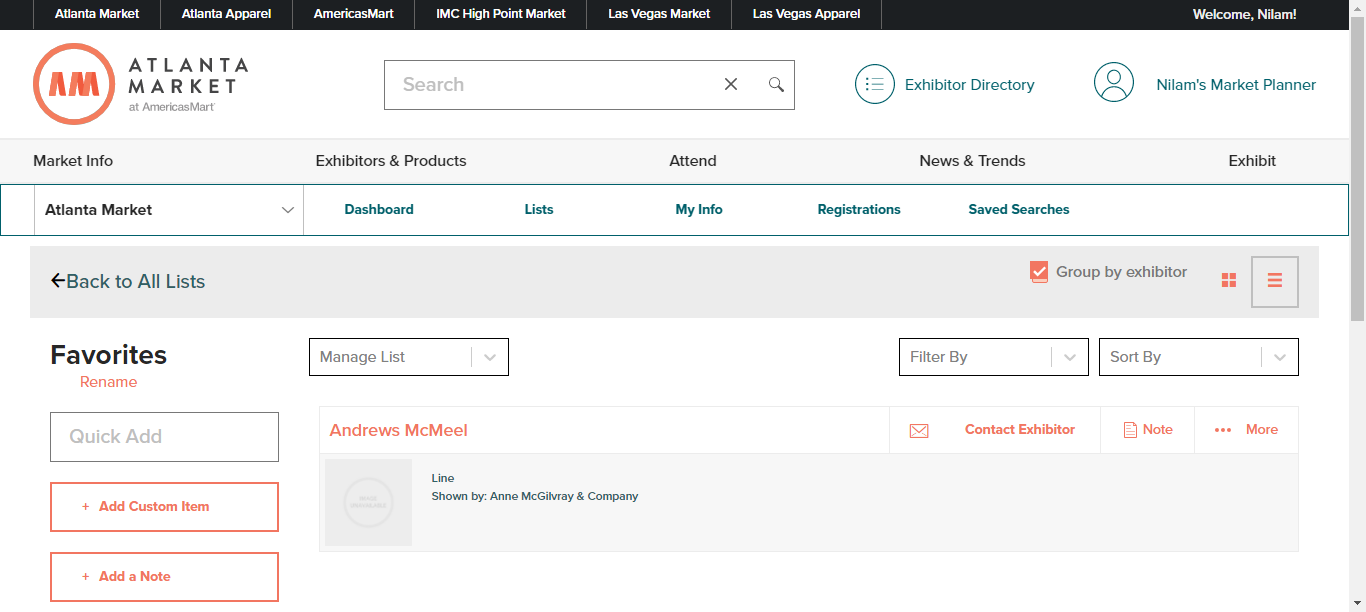 Atlanta Market Atlanta Apparel AmericasMart IMC High Point Market Las Vegas Market Las Vegas Apparel Welcome, Nilam!
ATLANTA
MARKET
at AmericasMart
Search
Exhibitor Directory
Nilam's Market Planner
Market Info Exhibitors & Products Attend News & Trends Exhibit
Atlanta Market Dashboard Lists My Info Registrations Saved Searches
Back to All Lists Group by exhibitor
Favorites
Rename
Manage List Filter By Sort By
Quick Add
Andrews McMeel Contact Exhibitor Note ••• More
Line
Shown by: Anne McGilvray & Company
+ Add Custom Item
+ Add a Note